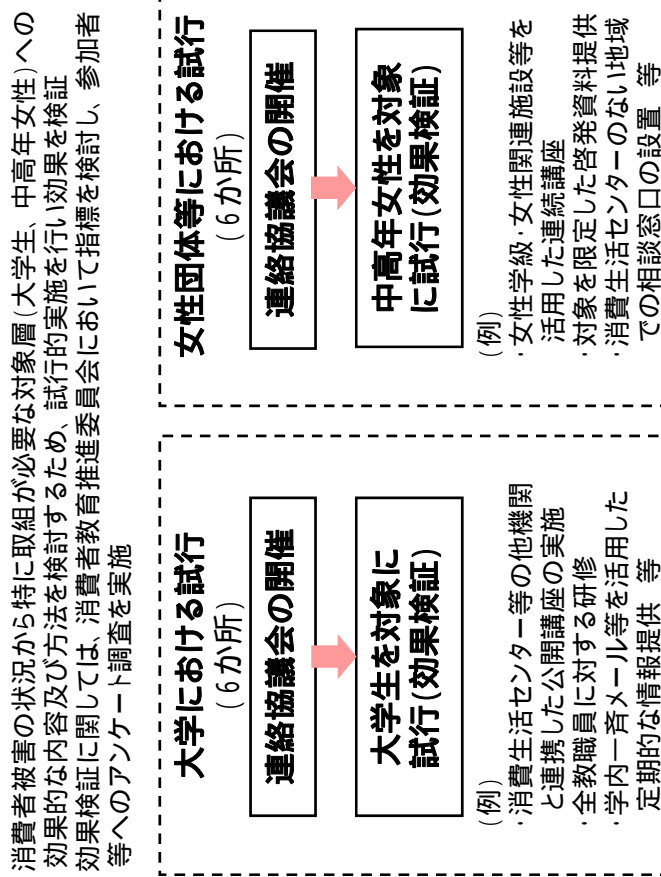 消費者被害の状況から特に取組が必要な対象層(大学生、中高年女性)への
効果的な内容及び方法を検討するため、試行的実施を行い効果を検証
効果検証に関しては、消費者教育推進委員会において指標を検討し、参加者
等へのアンケート調査を実施
大学における試行
(6か所)
連絡協議会の開催
大学生を対象に
試行(効果検証)
(例)
・消費生活センター等の他機関
と連携した公開講座の実施
・全教職員に対する研修
・学内一斉メール等を活用した
定期的な情報提供 等
女性団体等における試行
(6か所)
連絡協議会の開催
中高年女性を対象
に試行(効果検証)
(例)
・女性学級・女性関連施設等を
活用した連続講座
・対象を限定した啓発資料提供
・消費生活センターのない地域
での相談窓口の設置 等